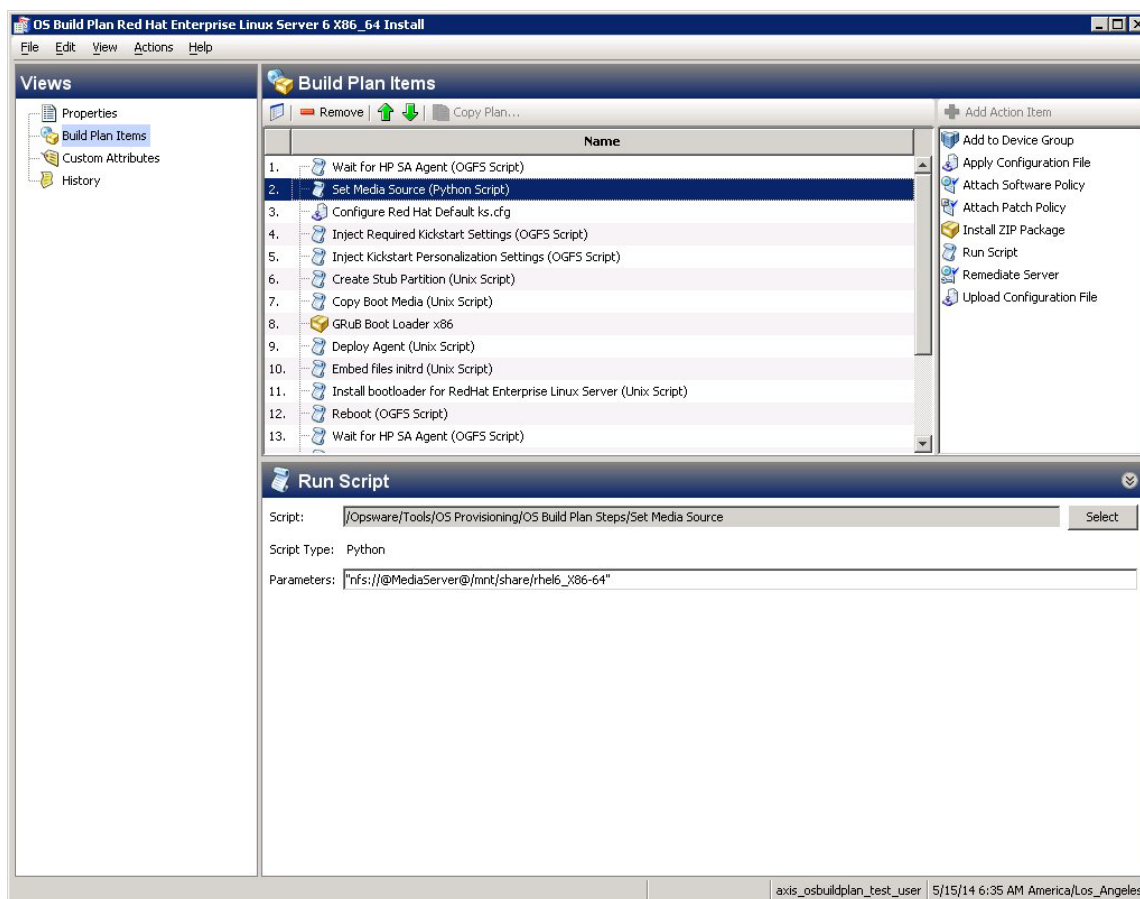 OS Build Plan Red Hat Enterprise Linux Server 6 X86_64 Install
File Edit View Actions Help
Views
Properties
Build Plan Items
Custom Attributes
History
Build Plan Items
Remove Copy Plan...
Name
1. Wait for HP SA Agent (OGFS Script)
2. Set Media Source (Python Script)
3. Configure Red Hat Default ks.cfg
4. Inject Required Kickstart Settings (OGFS Script)
5. Inject Kickstart Personalization Settings (OGFS Script)
6. Create Stub Partition (Unix Script)
7. Copy Boot Media (Unix Script)
8. GRuB Boot Loader x86
9. Deploy Agent (Unix Script)
10. Embed files initrd (Unix Script)
11. Install bootloader for RedHat Enterprise Linux Server (Unix Script)
12. Reboot (OGFS Script)
13. Wait for HP SA Agent (OGFS Script)
Add Action Item
Add to Device Group
Apply Configuration File
Attach Software Policy
Attach Patch Policy
Install ZIP Package
Run Script
Remediate Server
Upload Configuration File
Run Script
Script: /Opsware/Tools/OS Provisioning/OS Build Plan Steps/Set Media Source Select
Script Type: Python
Parameters: "nfs://@MediaServer@/mnt/share/rhel6_X86-64"
axis_osbuildplan_test_user 5/15/14 6:35 AM America/Los_Angeles